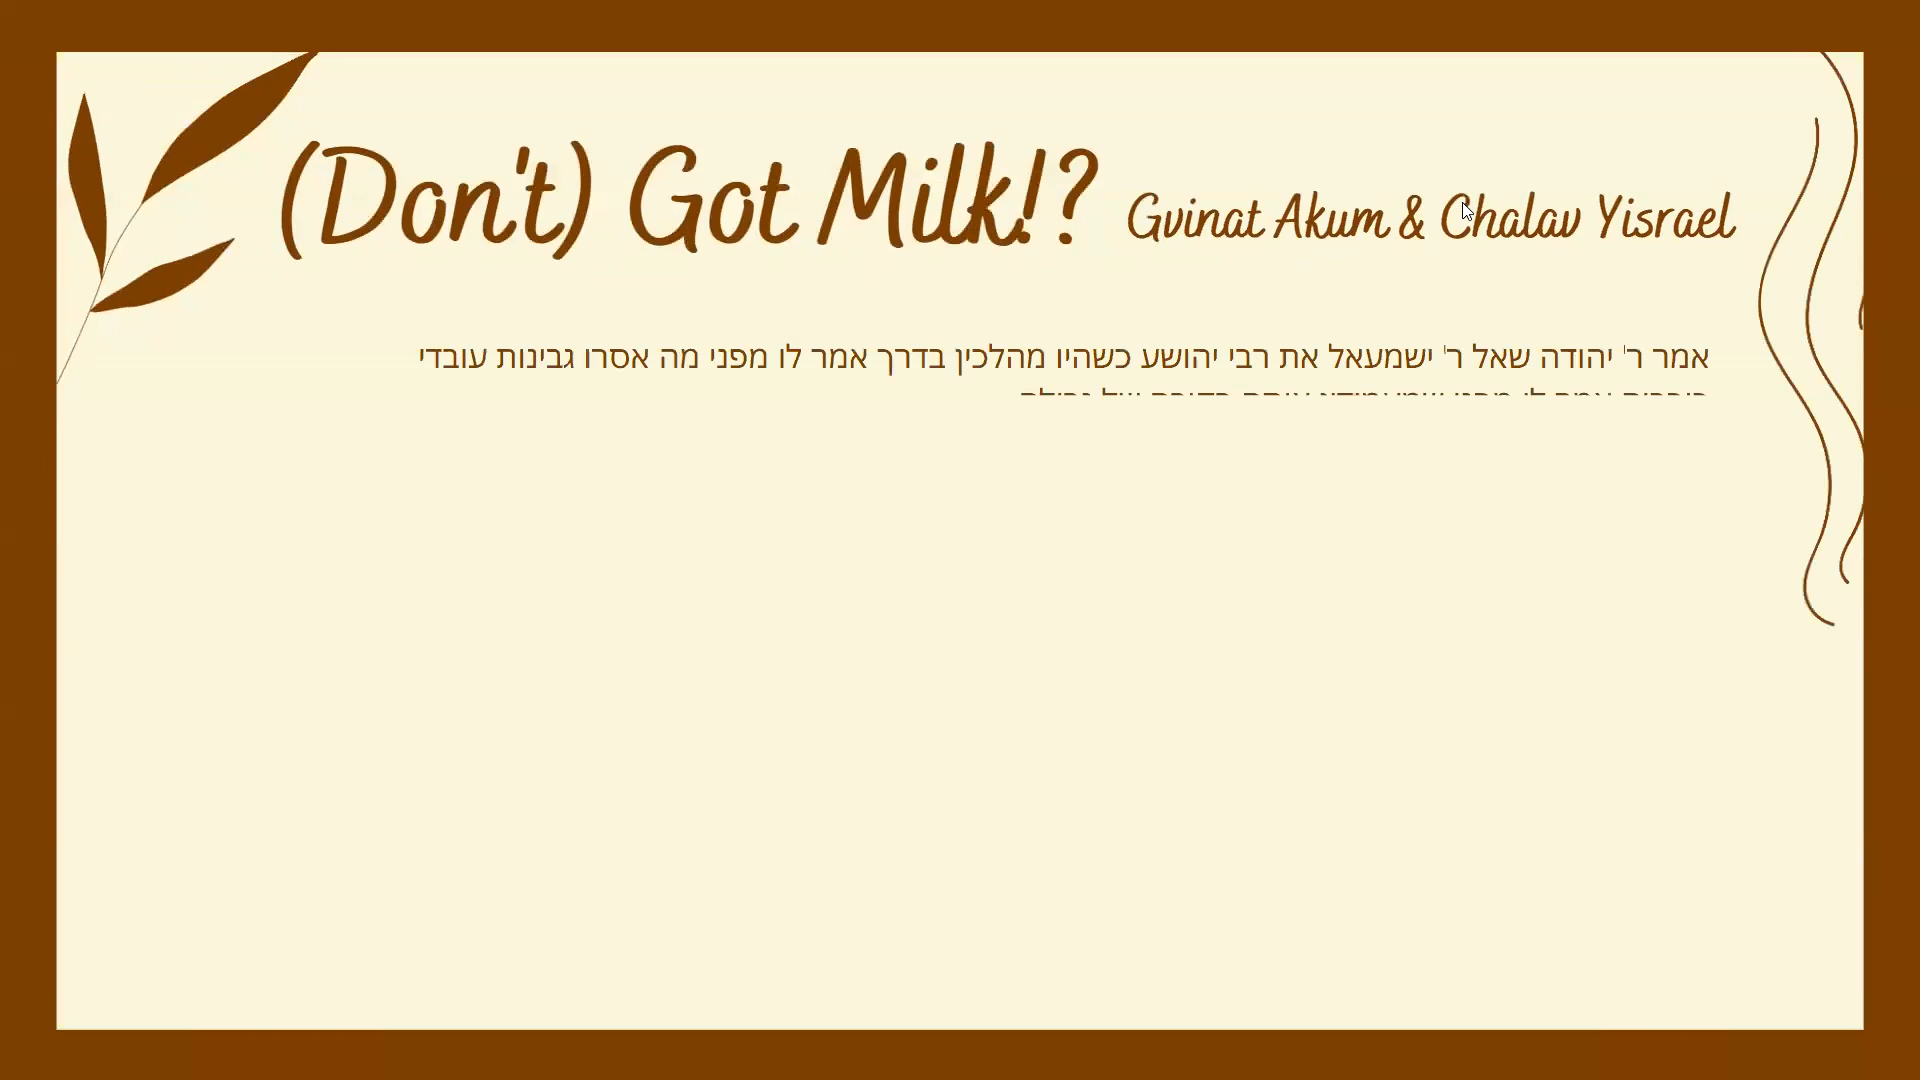 (Don't) Got Milk!? Gvinat Akum & Chalav Yisrael
אמר ר' יהודה שאל ר' ישמעאל את רבי יהושע כשהיו מהלכין בדרך אמר לו מפני מה אסרו גבינות עובדי